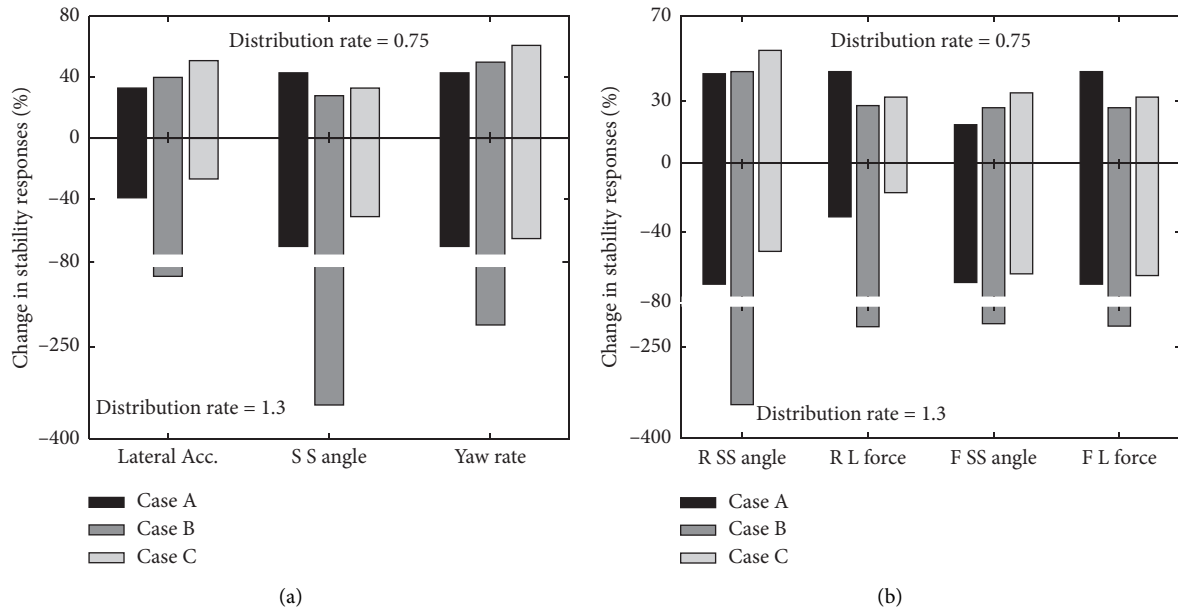 Change in stability responses (%)
80
40
0
–40
–80
–250
–400
Distribution rate = 0.75
Distribution rate = 1.3
Lateral Acc.
S S angle
Yaw rate
Case A
Case B
Case C
(a)
Change in stability responses (%)
70
30
0
–40
–80
–250
–400
Distribution rate = 0.75
Distribution rate = 1.3
R SS angle
R L force
F SS angle
F L force
Case A
Case B
Case C
(b)